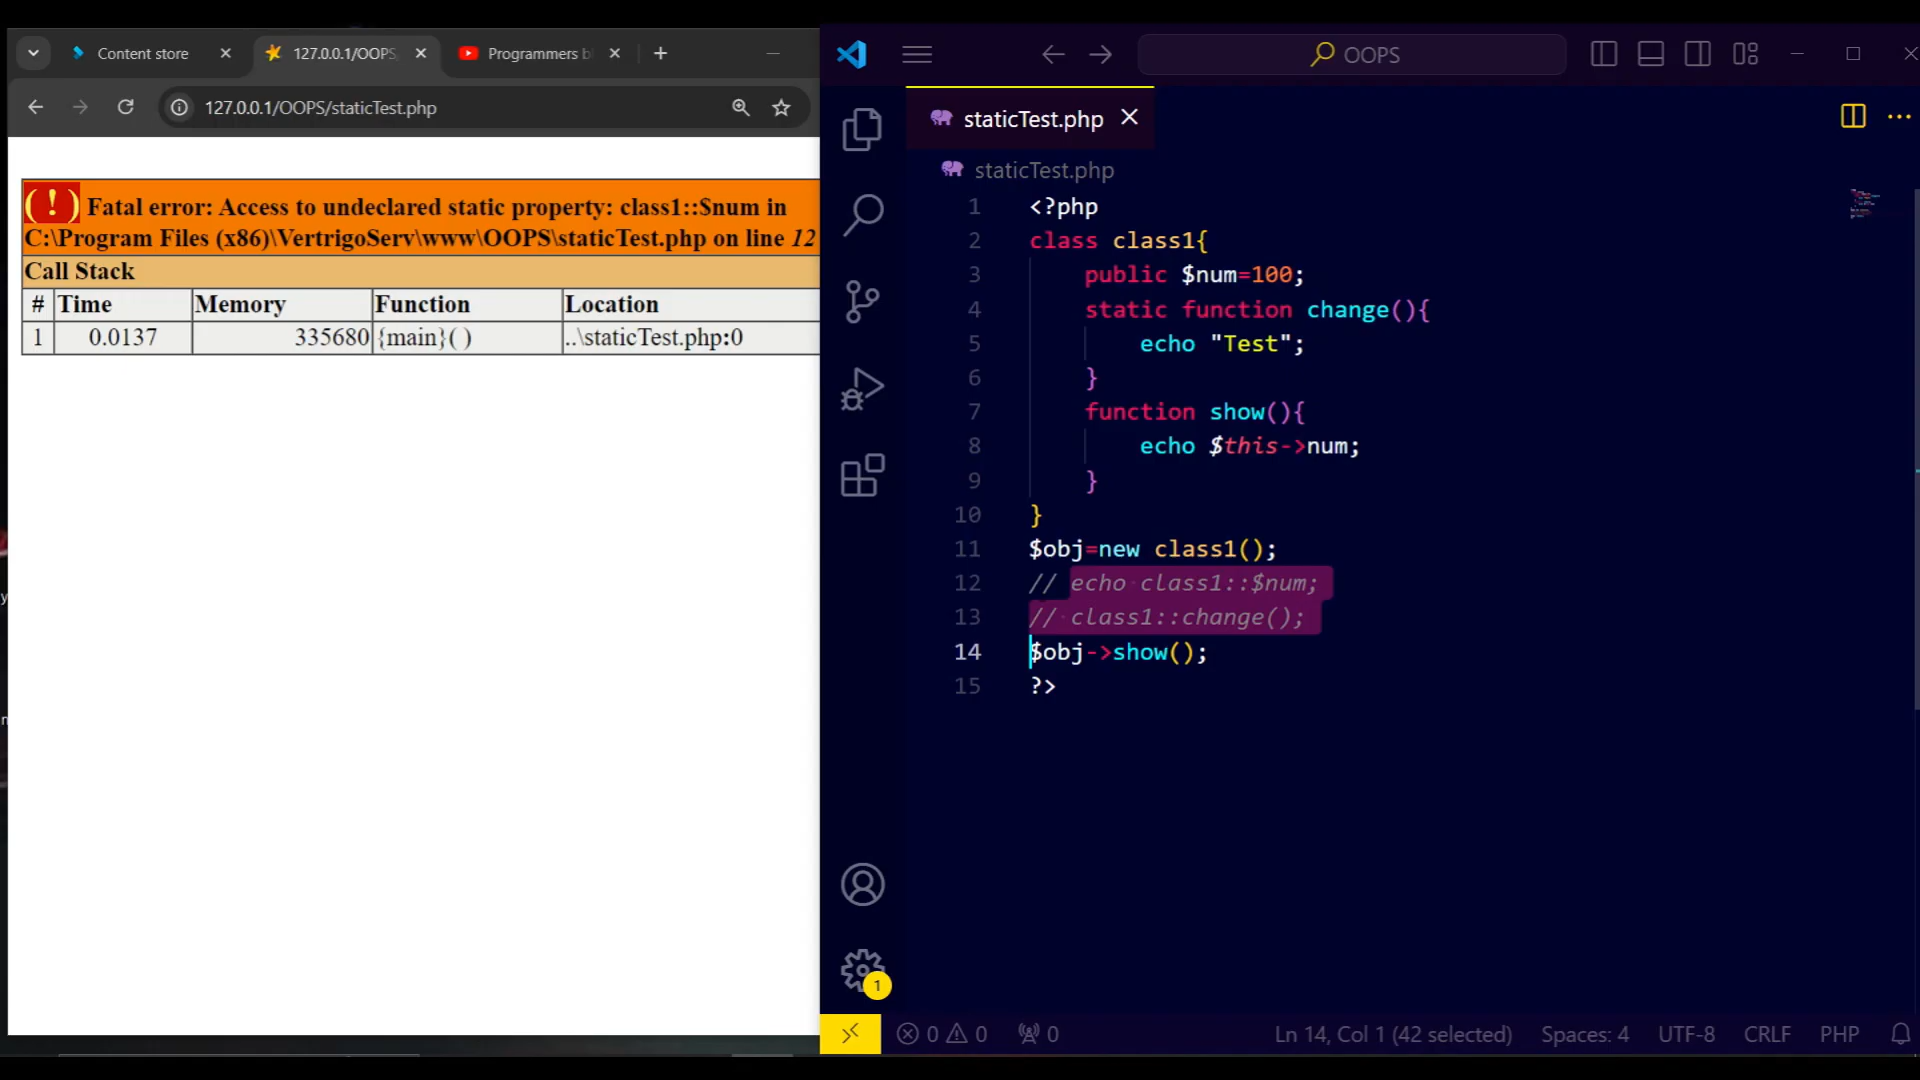 Content store
127.0.0.1/OOPS
Programmers b
127.0.0.1/OOPS/staticTest.php
( ! ) Fatal error: Access to undeclared static property: class1::$num in
C:\Program Files (x86)\VertrigoServ\www\OOPS\staticTest.php on line 12
Call Stack
# Time Memory Function Location
1 0.0137 335680 {main}( ) ..\staticTest.php:0
OOPS
staticTest.php
staticTest.php
1 <?php
2 class class1{
3 public $num=100;
4 static function change(){
5 echo "Test";
6 }
7 function show(){
8 echo $this->num;
9 }
10 }
11 $obj=new class1();
12 // echo class1::$num;
13 // class1::change();
14 $obj->show();
15 ?>
1
0 0 0
Ln 14, Col 1 (42 selected) Spaces: 4 UTF-8 CRLF PHP